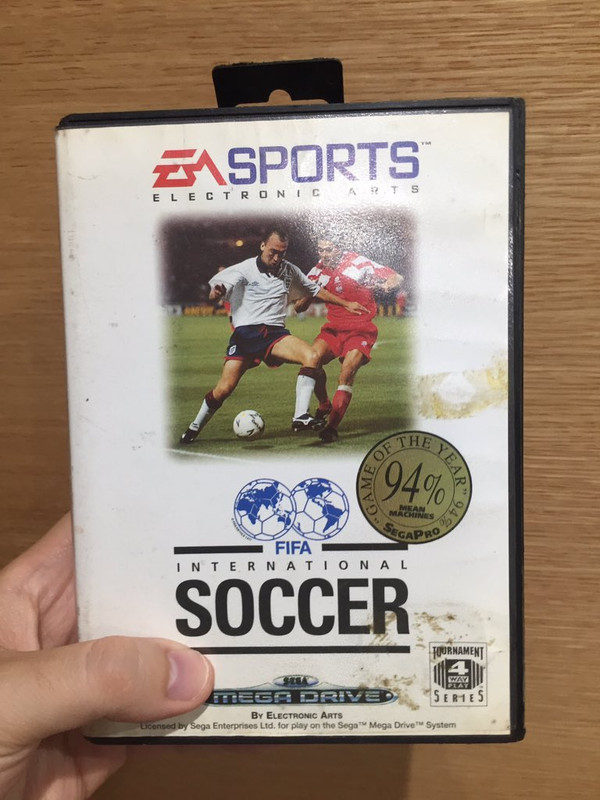 EA SPORTS™
ELECTRONIC ARTS
"GAME OF THE YEAR" 94%
94%
MEAN
MACHINES
SEGAPRO
FIFA
INTERNATIONAL
SOCCER
TOURNAMENT
4
WAY
PLAY
SERIES
SEGA
MEGA DRIVE
BY ELECTRONIC ARTS
Licensed by Sega Enterprises Ltd. for play on the Sega™ Mega Drive™ System